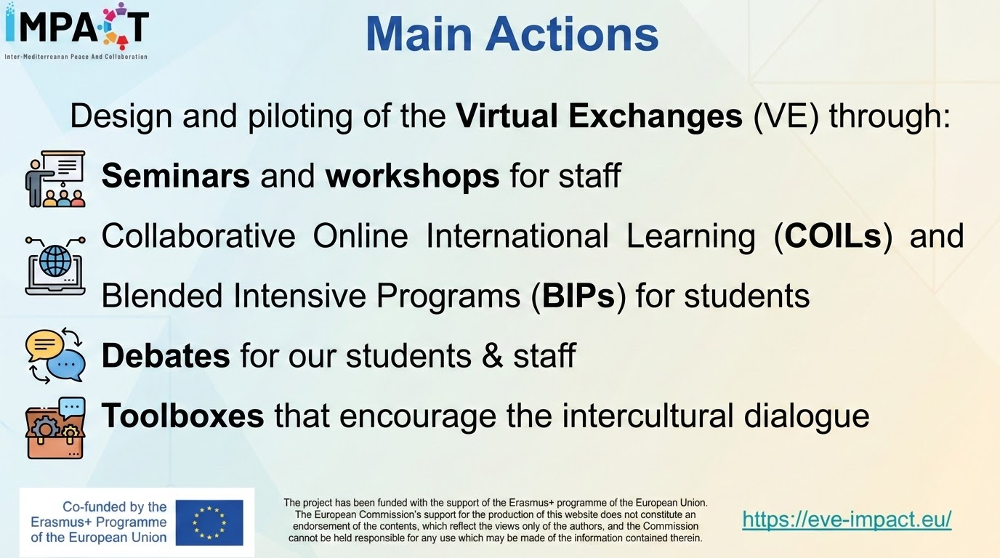 IMPACT
Inter-Mediterranean Peace And Collaboration
Main Actions
Design and piloting of the Virtual Exchanges (VE) through:
Seminars and workshops for staff
Collaborative Online International Learning (COILs) and
Blended Intensive Programs (BIPs) for students
Debates for our students & staff
Toolboxes that encourage the intercultural dialogue
Co-funded by the
Erasmus+ Programme
of the European Union
The project has been funded with the support of the Erasmus+ programme of the European Union.
The European Commission's support for the production of this website does not constitute an
endorsement of the contents, which reflect the views only of the authors, and the Commission
cannot be held responsible for any use which may be made of the information contained therein.
https://eve-impact.eu/